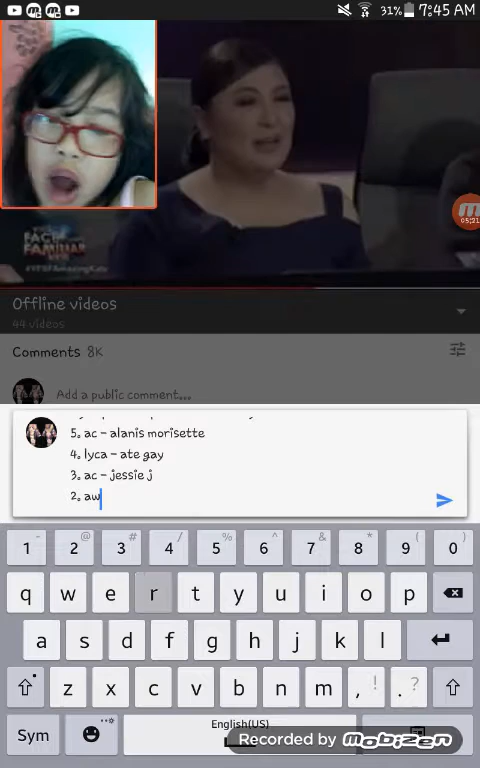 31% 7:45 AM
05:21
FACE
FAMILIAR
Offline videos
44 videos
Comments 8K
Add a public comment...
5. ac - alanis morisette
4. lyca - ate gay
3. ac - jessie j
2. aw
1 - 2 @ 3 # 4 / 5 % 6 ^ 7 & 8 * 9 ( 0 )
q w e r t y u i o p
a s d f g h j k l
z x c v b n m , ! . ?
Sym English(US)
Recorded by mobizen